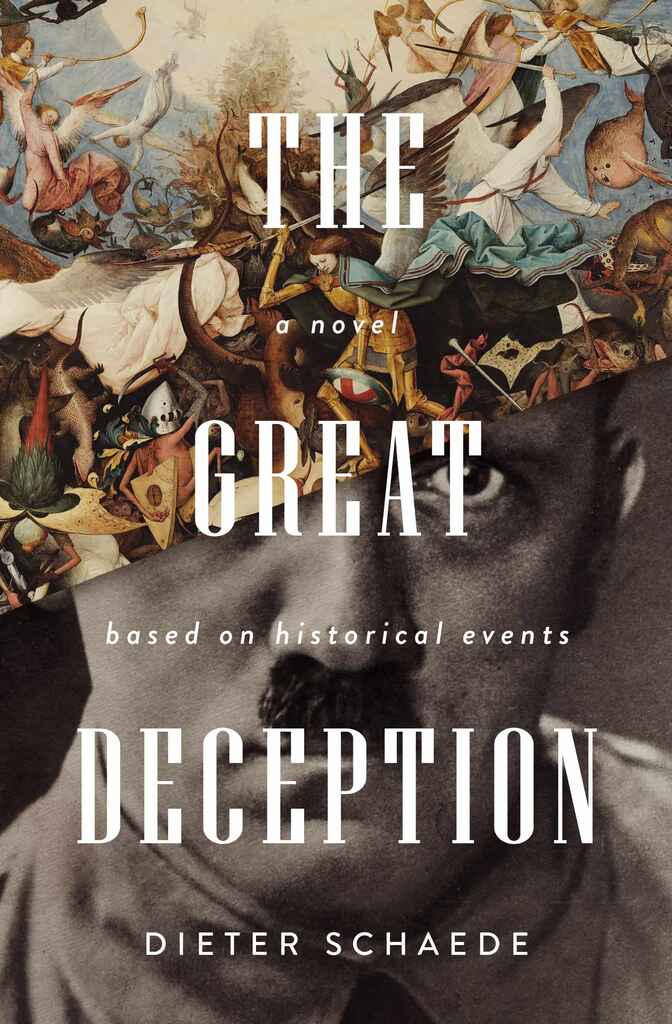 THE
a novel
GREAT
based on historical events
DECEPTION
DIETER SCHAEDE